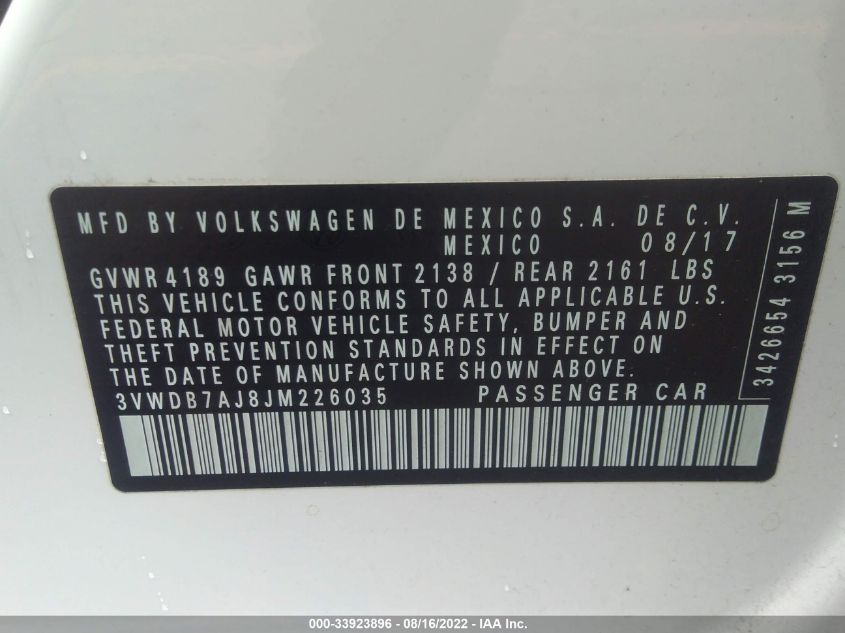 MFD BY VOLKSWAGEN DE MEXICO S.A. DE C.V.
MEXICO 08/17
GVWR 4189 GAWR FRONT 2138 / REAR 2161 LBS
THIS VEHICLE CONFORMS TO ALL APPLICABLE U.S.
FEDERAL MOTOR VEHICLE SAFETY, BUMPER AND
THEFT PREVENTION STANDARDS IN EFFECT ON
THE DATE OF MANUFACTURE SHOWN ABOVE.
3VWDB7AJ8JM226035 PASSENGER CAR
3426654 3156 M
000-33923896 - 08/16/2022 - IAA Inc.